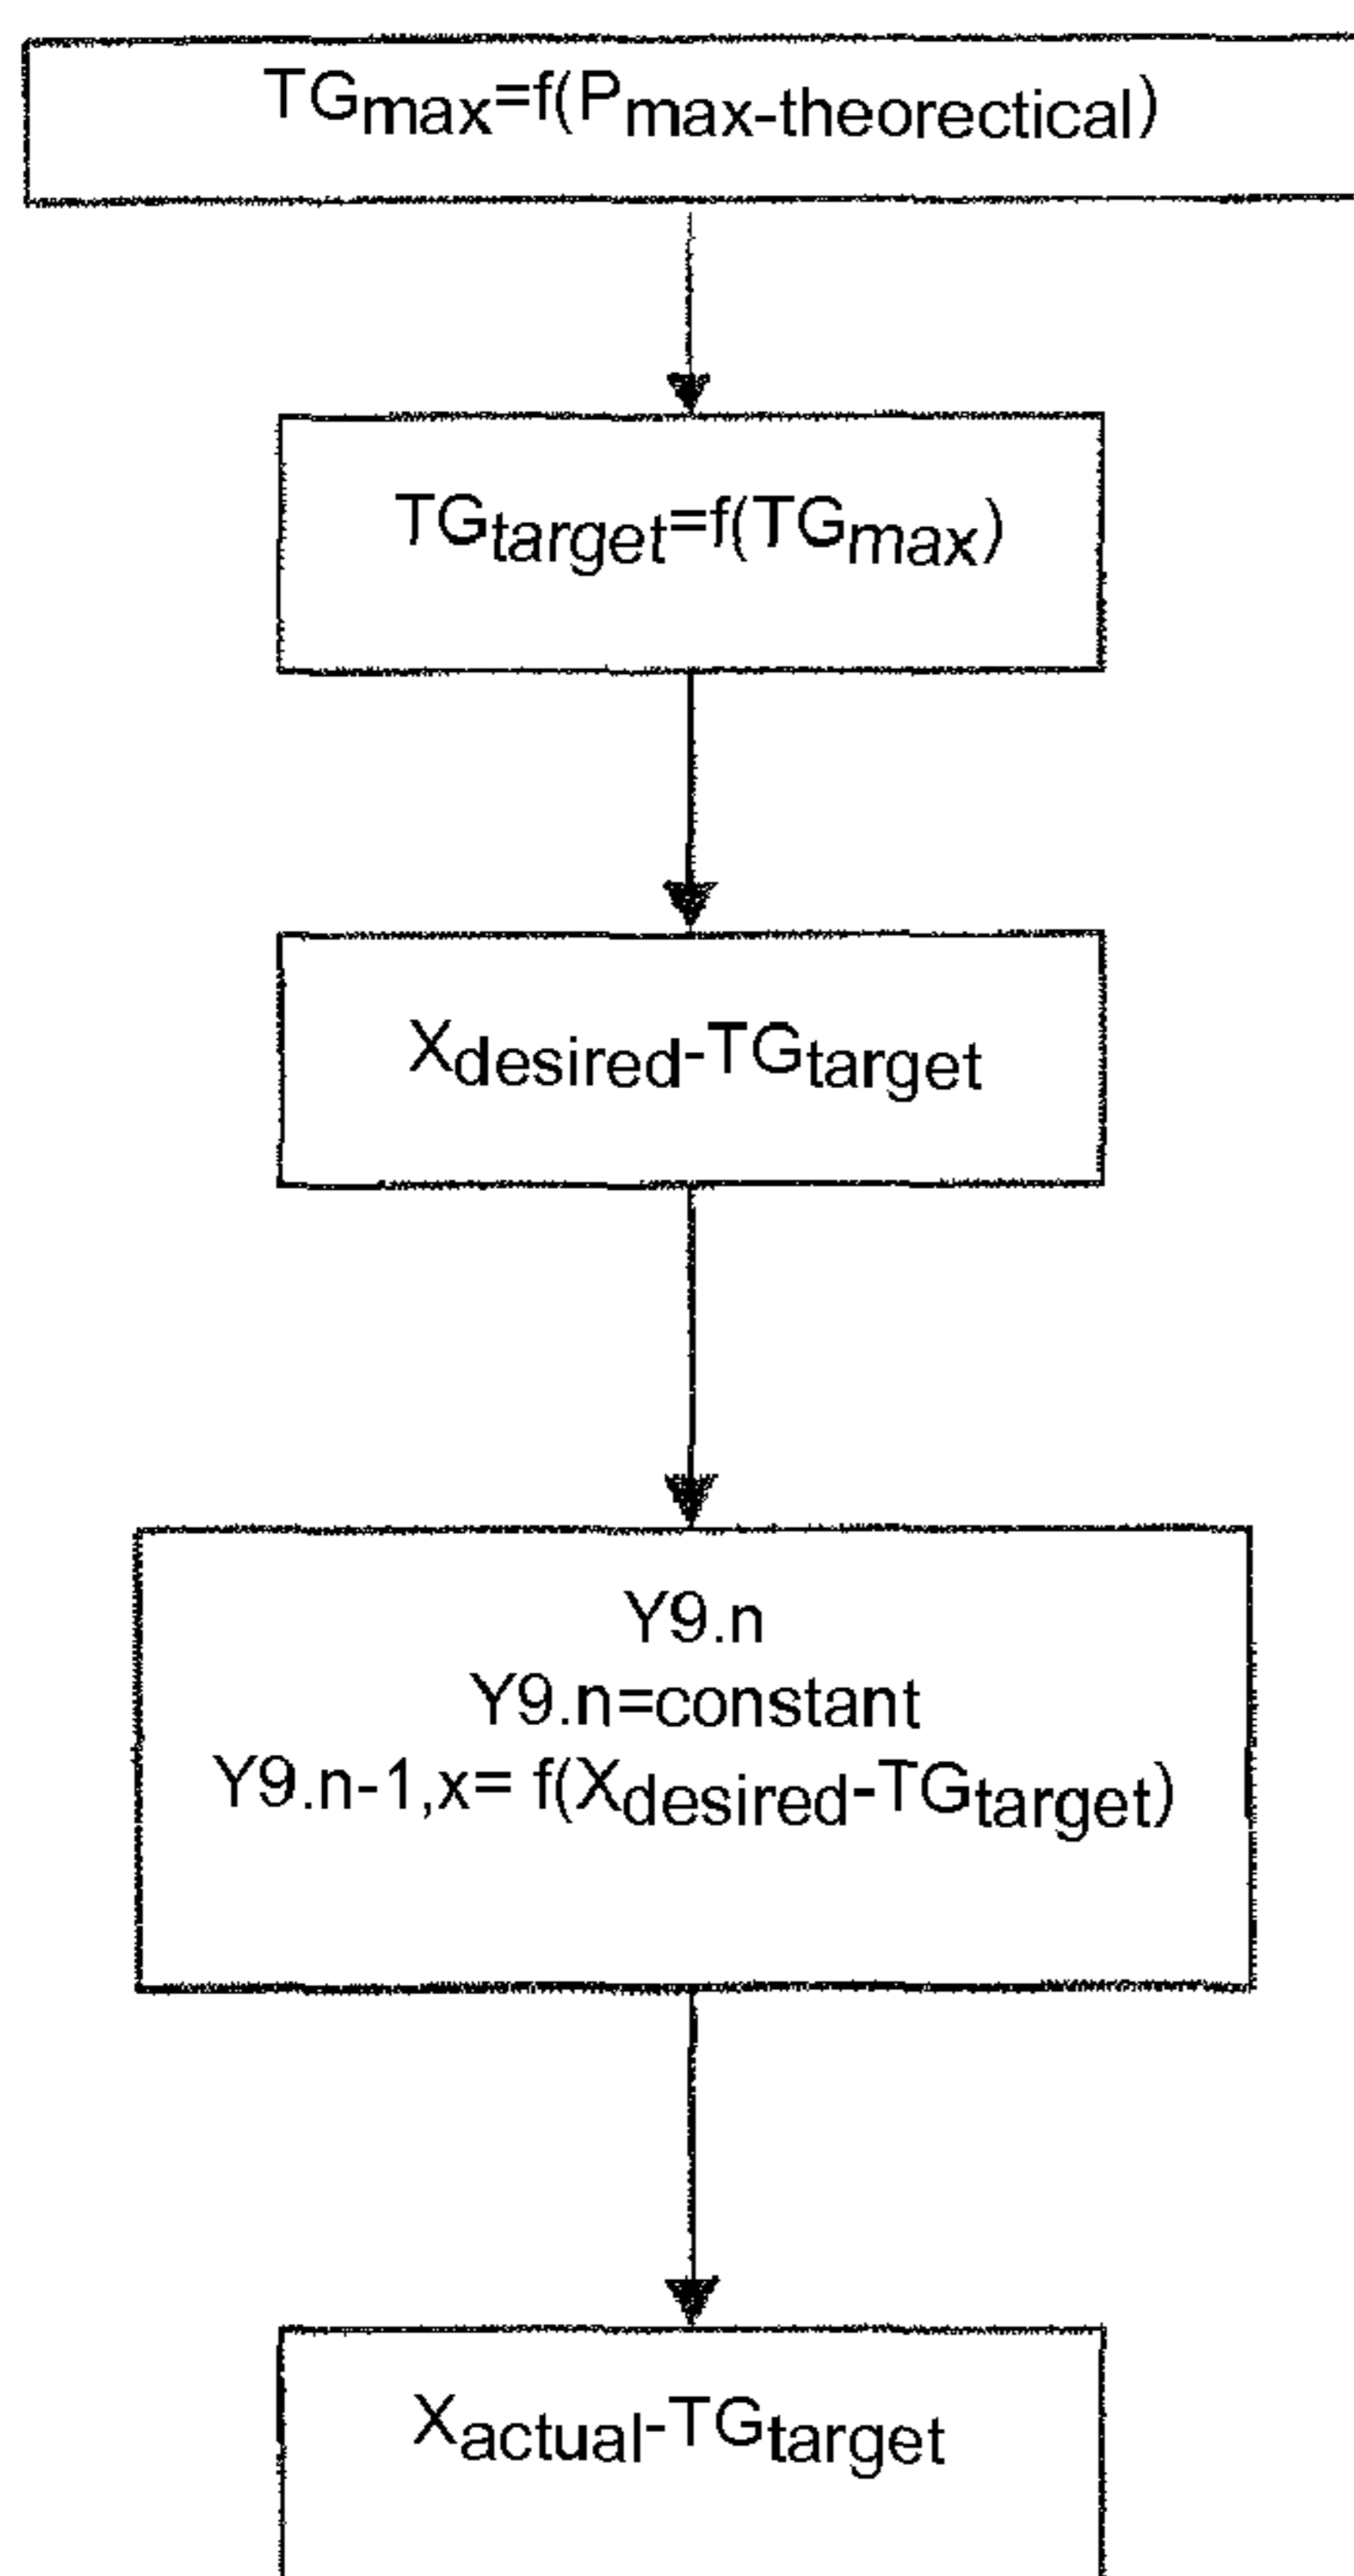 TGmax=f(Pmax-theorectical)
TGtarget=f(TGmax)
Xdesired-TGtarget
Y9.n
Y9.n=constant
Y9.n-1,x= f(Xdesired-TGtarget)
Xactual-TGtarget